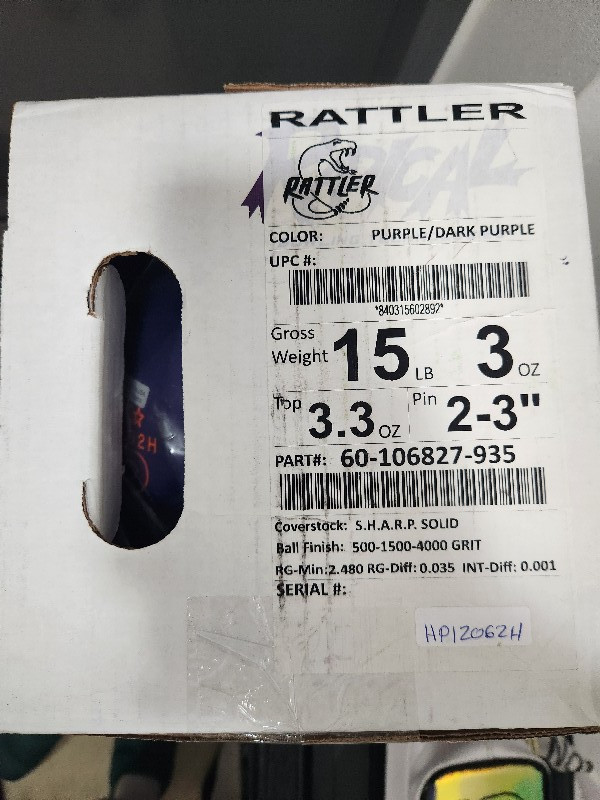 RATTLER
RADICAL
RATTLER
COLOR: PURPLE/DARK PURPLE
UPC #:
*840315602892*
Gross Weight 15 LB 3 OZ
Top 3.3 OZ Pin 2-3"
PART#: 60-106827-935
Coverstock: S.H.A.R.P. SOLID
Ball Finish: 500-1500-4000 GRIT
RG-Min:2.480 RG-Diff: 0.035 INT-Diff: 0.001
SERIAL #:
HP12062H
2H